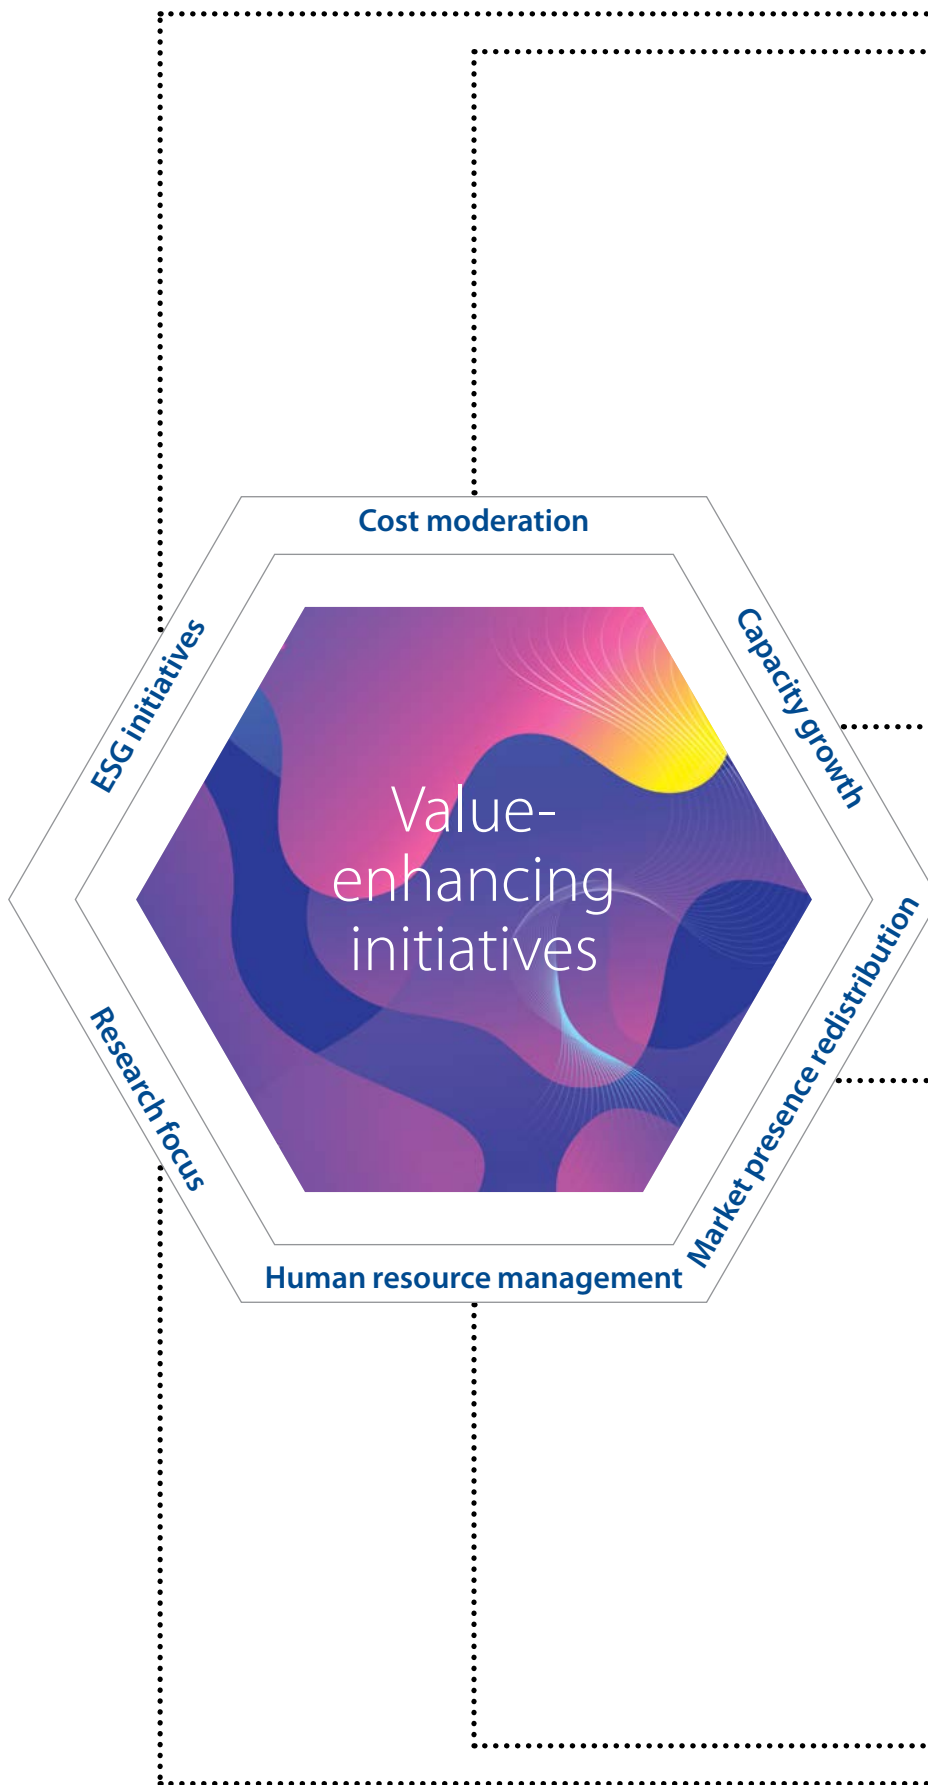 Cost moderation
ESG initiatives
Capacity growth
Value-
enhancing
initiatives
Research focus
Market presence redistribution
Human resource management